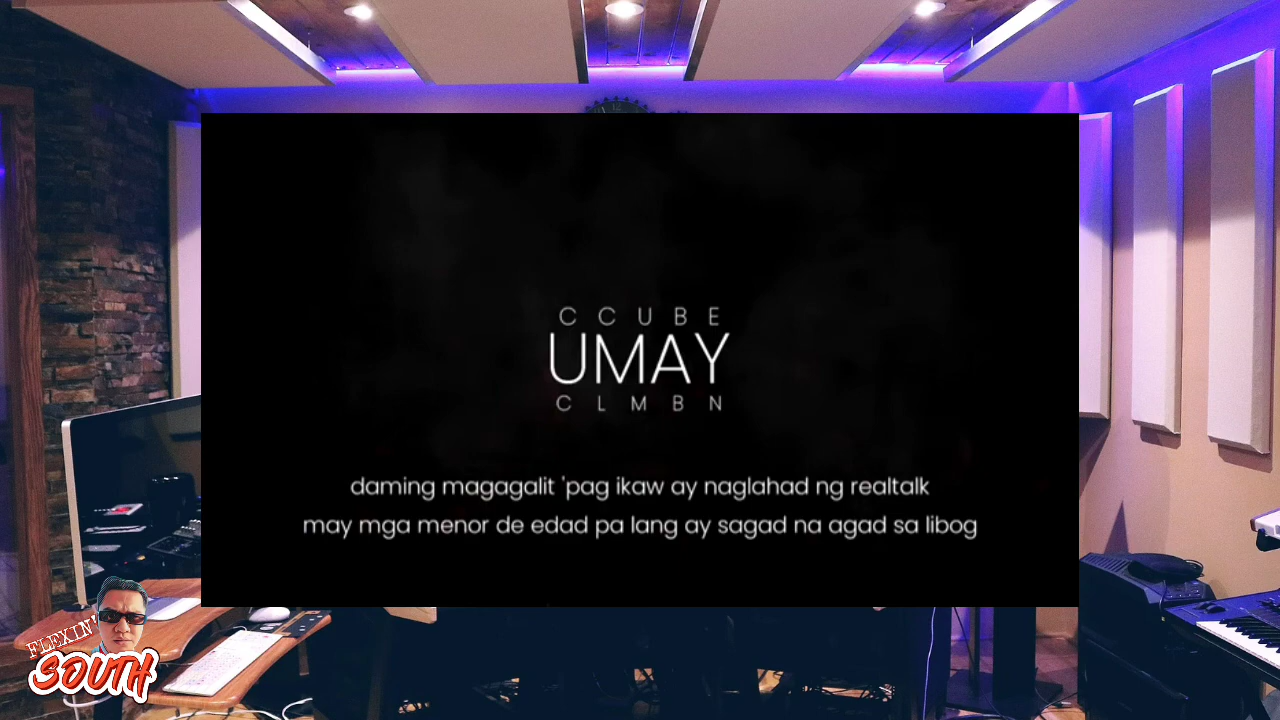 CCUBE
UMAY
CLMBN
daming magagalit 'pag ikaw ay naglahad ng realtalk
may mga menor de edad pa lang ay sagad na agad sa libog
FLEXIN'
SOUTH